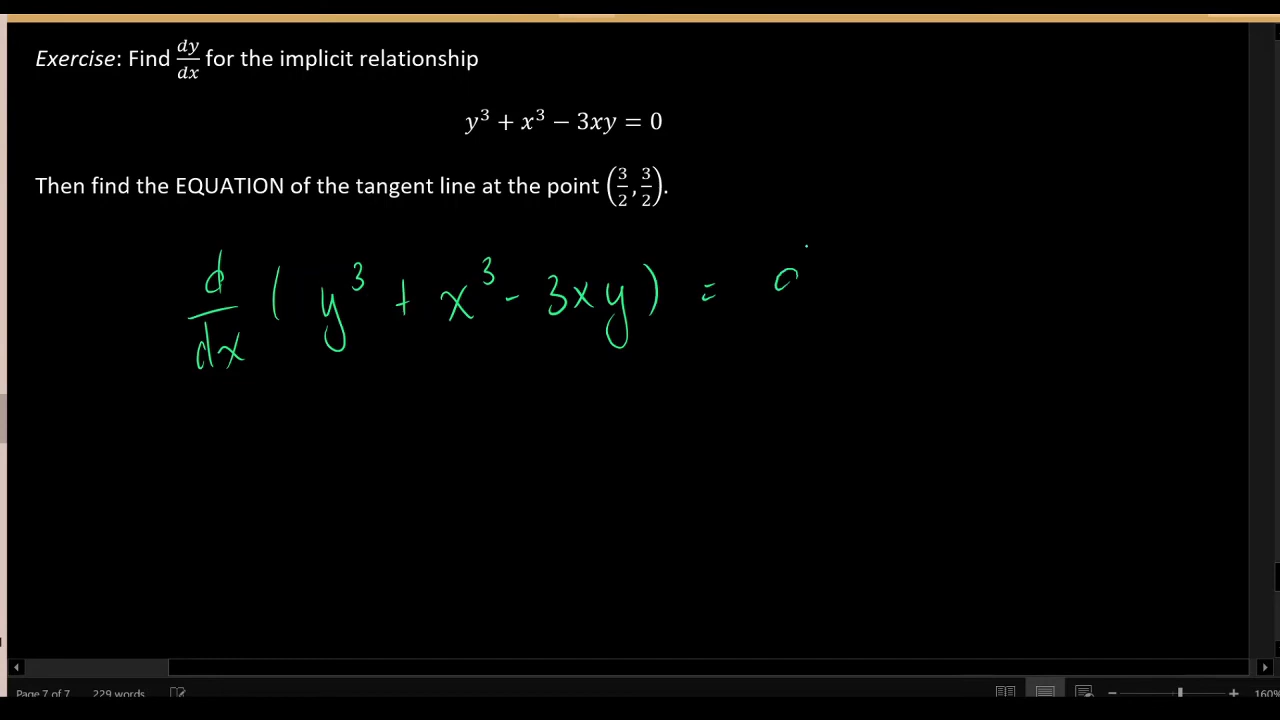 Exercise: Find dy/dx for the implicit relationship
y³ + x³ − 3xy = 0
Then find the EQUATION of the tangent line at the point (3/2, 3/2).
d/dx ( y³ + x³ - 3xy ) = 0
Page 7 of 7 229 words 160%